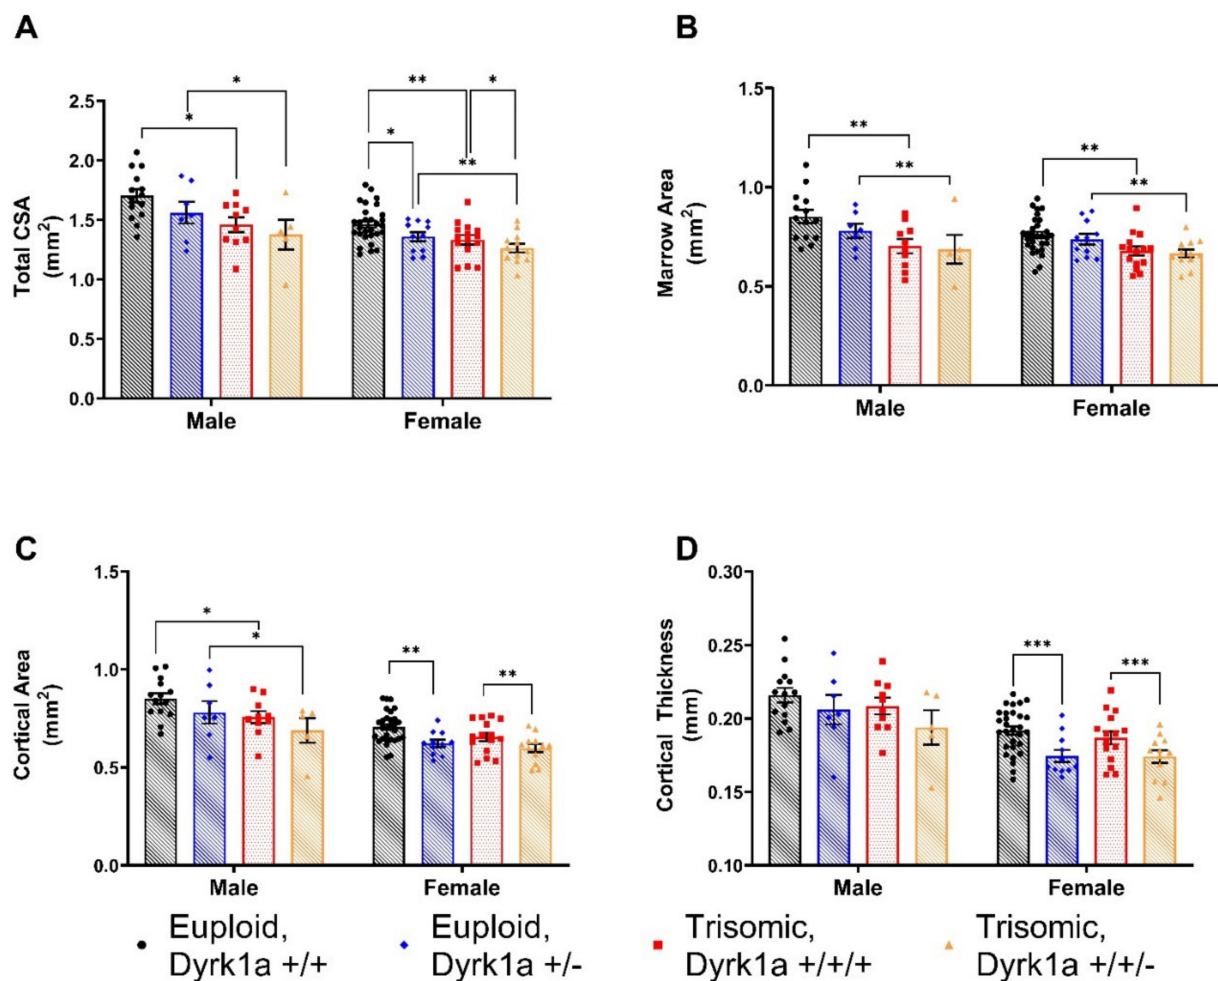 A
Total CSA
(mm²)
2.5
2.0
1.5
1.0
0.5
0.0
*
*
**
*
*
**
Male
Female
B
Marrow Area
(mm²)
1.5
1.0
0.5
0.0
**
**
**
**
Male
Female
C
Cortical Area
(mm²)
1.5
1.0
0.5
0.0
*
*
**
**
Male
Female
D
Cortical Thickness
(mm)
0.30
0.25
0.20
0.15
0.10
***
***
Male
Female
Euploid,
Dyrk1a +/+
Euploid,
Dyrk1a +/-
Trisomic,
Dyrk1a +/+/+
Trisomic,
Dyrk1a +/+/-